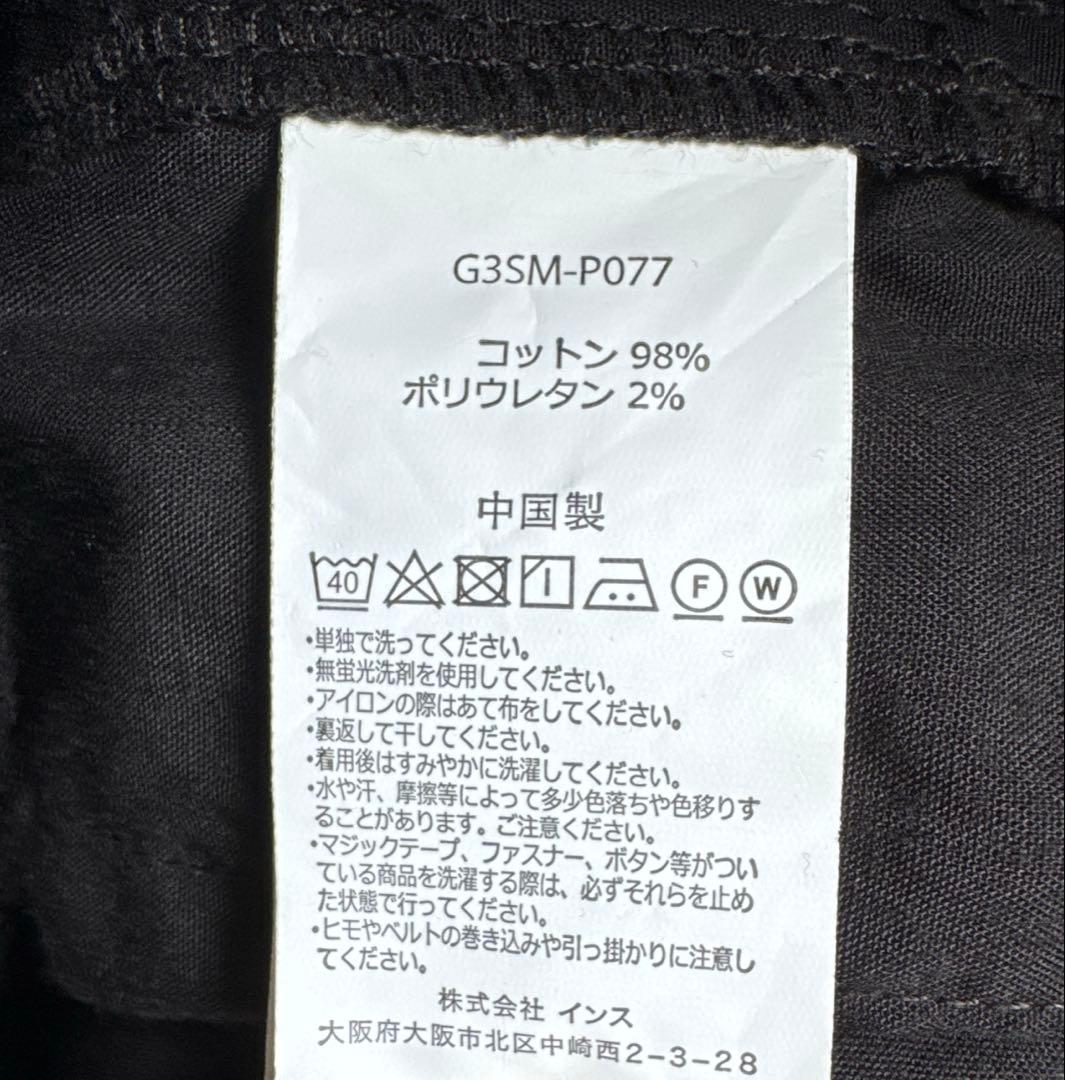 G3SM-P077
コットン 98%
ポリウレタン 2%
中国製
40 F W
・単独で洗ってください。
・無蛍光洗剤を使用してください。
・アイロンの際はあて布をしてください。
・裏返して干してください。
・着用後はすみやかに洗濯してください。
・水や汗、摩擦等によって多少色落ちや色移りす
ることがあります。ご注意ください。
・マジックテープ、ファスナー、ボタン等がつい
ている商品を洗濯する際は、必ずそれらを止め
た状態で行ってください。
・ヒモやベルトの巻き込みや引っ掛かりに注意し
てください。
株式会社 インス
大阪府大阪市北区中崎西2-3-28